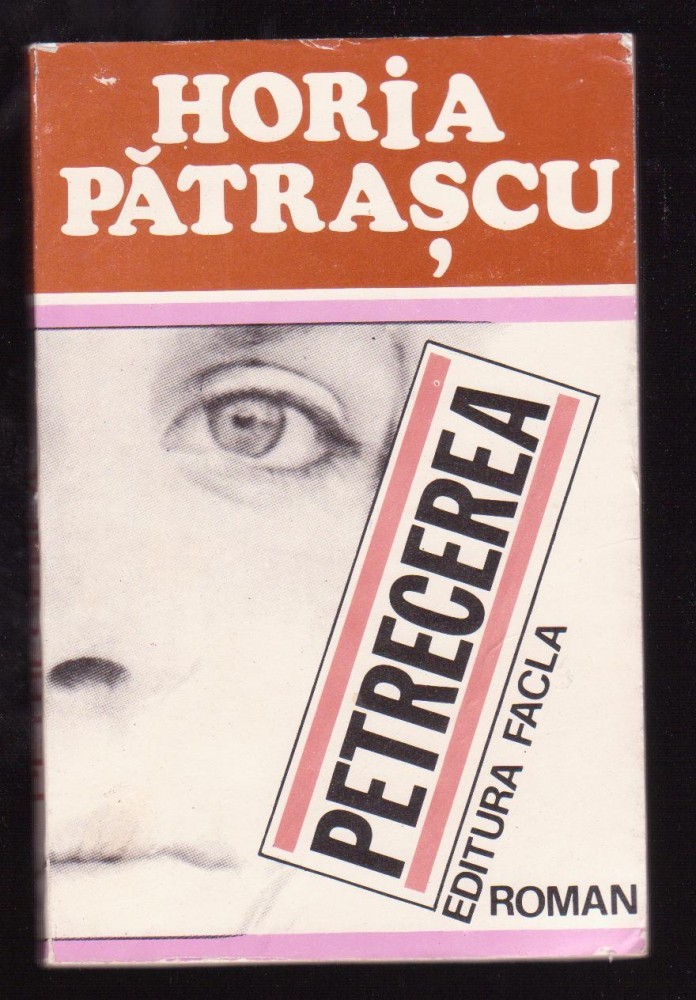 HORiA
PĂTRAȘCU
PETRECEREA
EDITURA FACLA
ROMAN